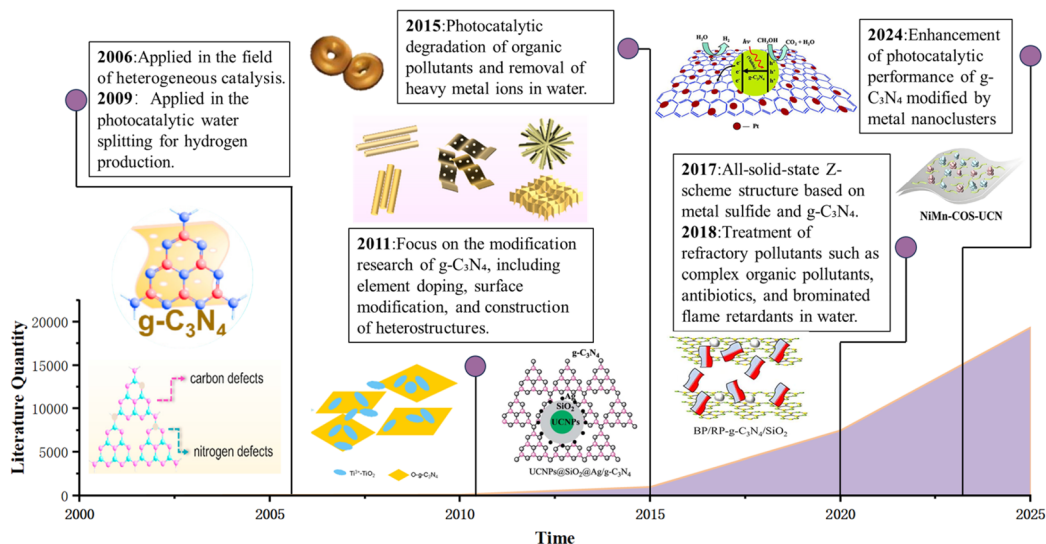 2006:Applied in the field
of heterogeneous catalysis.
2009: Applied in the
photocatalytic water
splitting for hydrogen
production.
2015:Photocatalytic
degradation of organic
pollutants and removal of
heavy metal ions in water.
H₂O
H₂
hv
CH₃OH
CO₂ + H₂O
g-C₃N₄
Pt
2024:Enhancement
of photocatalytic
performance of g-
C₃N₄ modified by
metal nanoclusters
NiMn-COS-UCN
2017:All-solid-state Z-
scheme structure based on
metal sulfide and g-C₃N₄.
2018:Treatment of
refractory pollutants such as
complex organic pollutants,
antibiotics, and brominated
flame retardants in water.
2011:Focus on the modification
research of g-C₃N₄, including
element doping, surface
modification, and construction
of heterostructures.
g-C₃N₄
carbon defects
nitrogen defects
Ti³⁺-TiO₂
O-g-C₃N₄
g-C₃N₄
Ag
SiO₂
UCNPs
UCNPs@SiO₂@Ag/g-C₃N₄
BP/RP-g-C₃N₄/SiO₂
Literature Quantity
20000
15000
10000
5000
0
2000
2005
2010
2015
2020
2025
Time